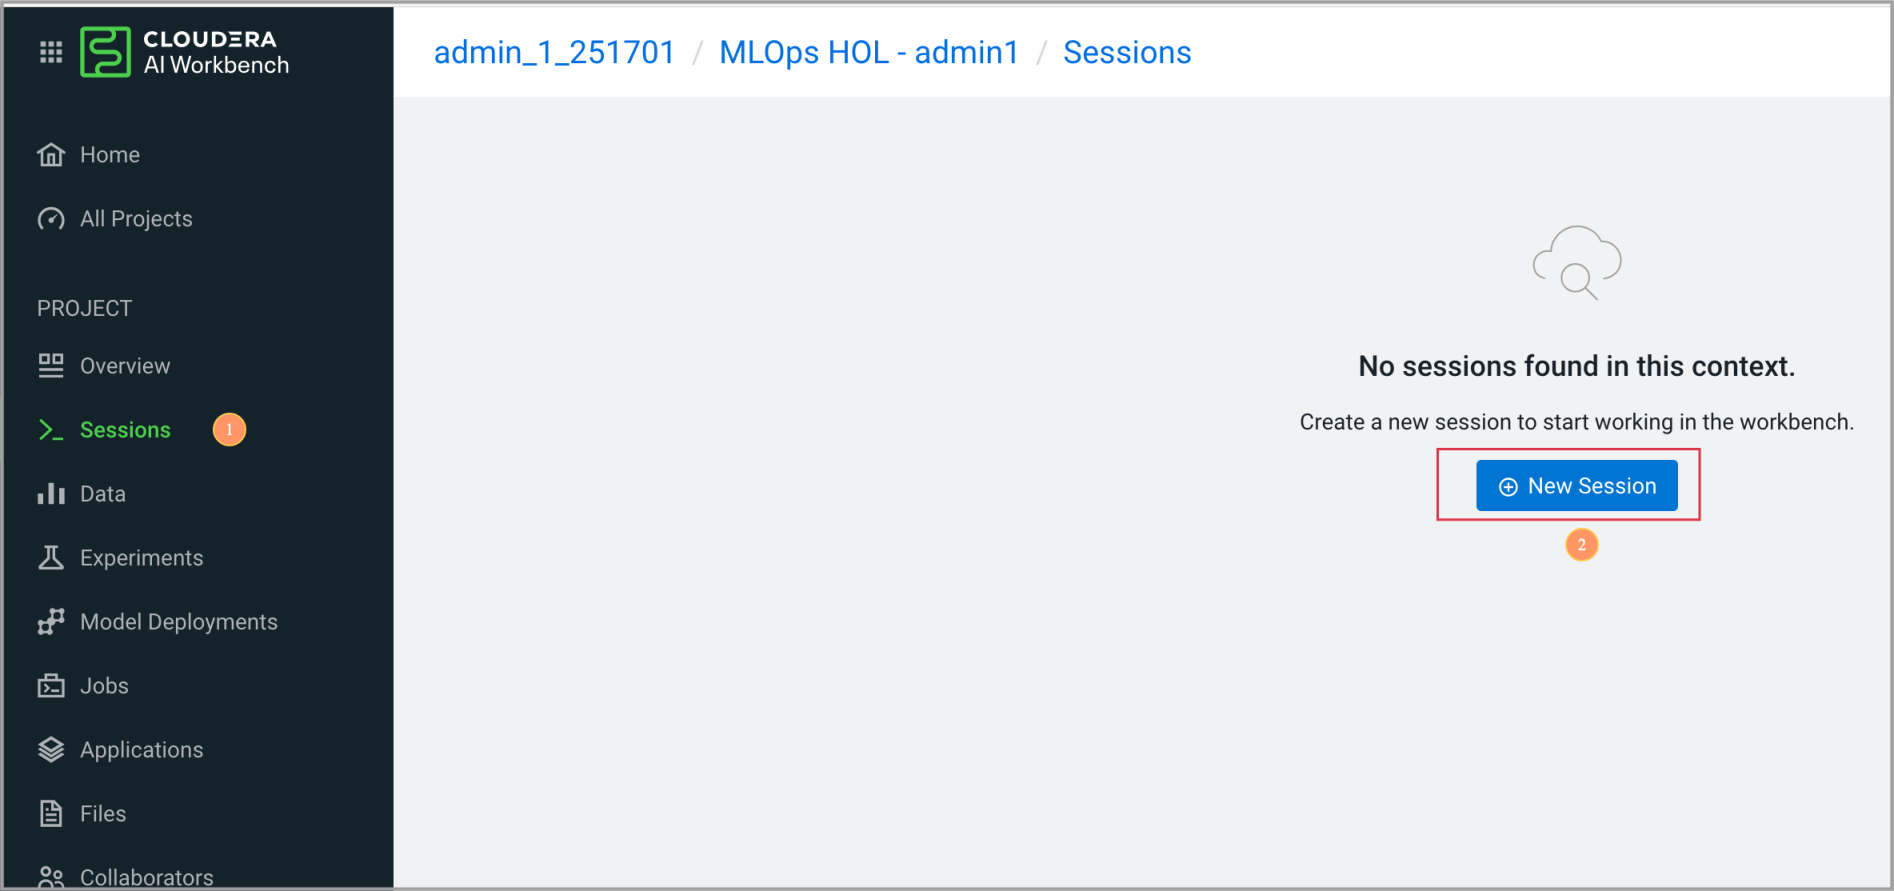 CLOUDERA
AI Workbench
admin_1_251701 / MLOps HOL - admin1 / Sessions
Home
All Projects
PROJECT
Overview
Sessions 1
Data
Experiments
Model Deployments
Jobs
Applications
Files
Collaborators
No sessions found in this context.
Create a new session to start working in the workbench.
New Session
2